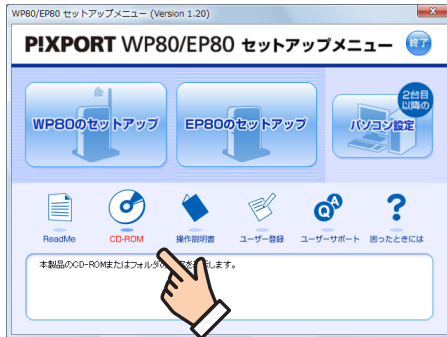 WP80/EP80 セットアップメニュー (Version 1.20)
P!XPORT WP80/EP80 セットアップメニュー
終了
WP80のセットアップ
EP80のセットアップ
2台目
以降の
パソコン設定
ReadMe
CD-ROM
操作説明書
ユーザー登録
ユーザーサポート
困ったときには
本製品のCD-ROMまたはフォルダの
します。